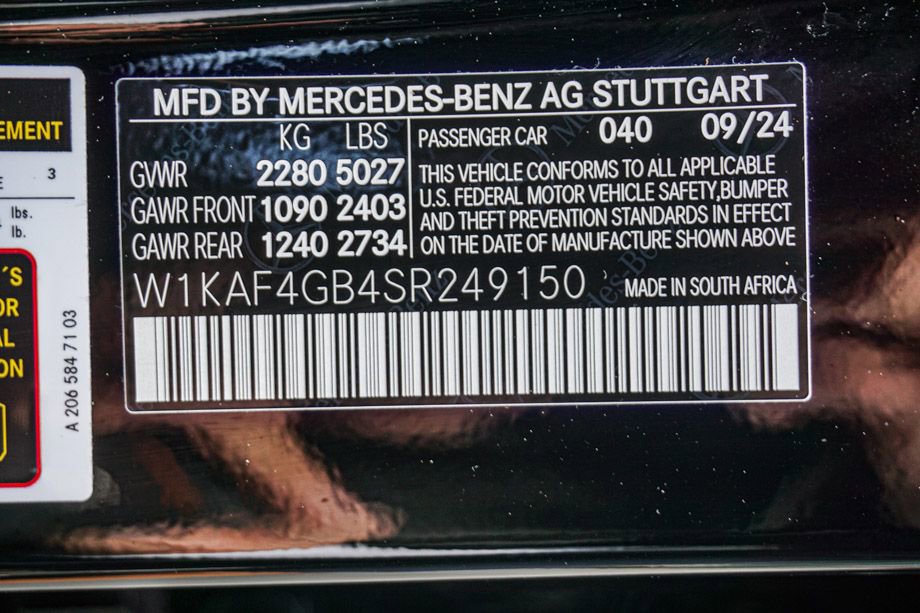 MFD BY MERCEDES-BENZ AG STUTTGART
KG LBS
GVWR 2280 5027
GAWR FRONT 1090 2403
GAWR REAR 1240 2734
PASSENGER CAR 040 09/24
THIS VEHICLE CONFORMS TO ALL APPLICABLE
U.S. FEDERAL MOTOR VEHICLE SAFETY,BUMPER
AND THEFT PREVENTION STANDARDS IN EFFECT
ON THE DATE OF MANUFACTURE SHOWN ABOVE
W1KAF4GB4SR249150 MADE IN SOUTH AFRICA
EMENT
E 3
lbs.
lb.
´S
OR
AL
ON
A 206 584 71 03